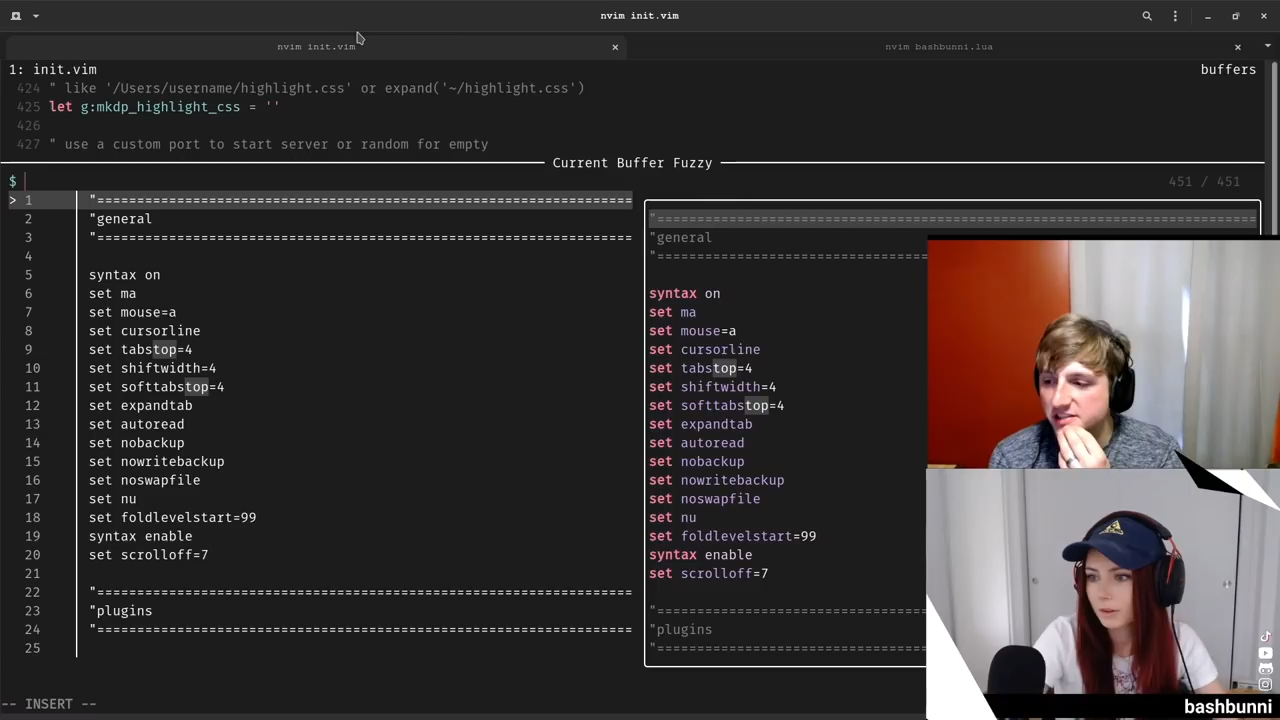 nvim init.vim
nvim init.vim
nvim bashbunni.lua
1: init.vim
buffers
424 " like '/Users/username/highlight.css' or expand('~/highlight.css')
425 let g:mkdp_highlight_css = ''
426
427 " use a custom port to start server or random for empty
Current Buffer Fuzzy
$
451 / 451
> 1 "===================================================================
2 "general
3 "===================================================================
4
5 syntax on
6 set ma
7 set mouse=a
8 set cursorline
9 set tabstop=4
10 set shiftwidth=4
11 set softtabstop=4
12 set expandtab
13 set autoread
14 set nobackup
15 set nowritebackup
16 set noswapfile
17 set nu
18 set foldlevelstart=99
19 syntax enable
20 set scrolloff=7
21
22 "===================================================================
23 "plugins
24 "===================================================================
25
"===========================================================================
"general
"==================================
syntax on
set ma
set mouse=a
set cursorline
set tabstop=4
set shiftwidth=4
set softtabstop=4
set expandtab
set autoread
set nobackup
set nowritebackup
set noswapfile
set nu
set foldlevelstart=99
syntax enable
set scrolloff=7
"==================================
"plugins
"==================================
-- INSERT --
bashbunni